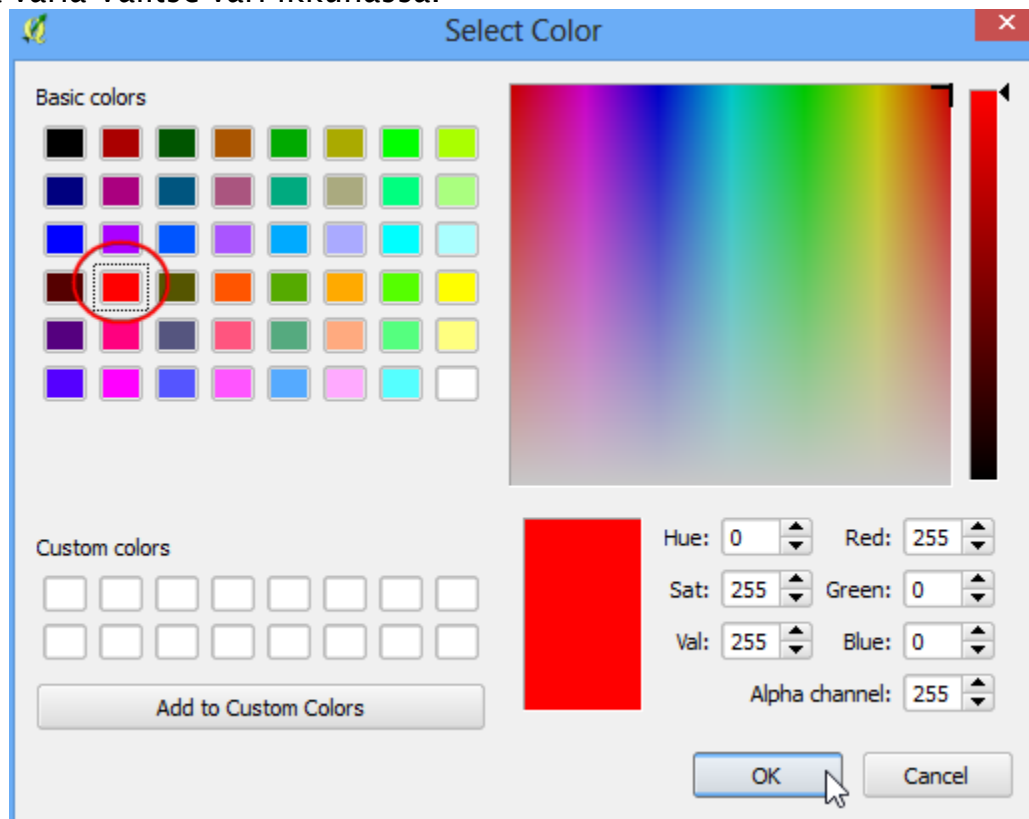 Select Color
Basic colors
Custom colors
Add to Custom Colors
Hue: 0 Red: 255
Sat: 255 Green: 0
Val: 255 Blue: 0
Alpha channel: 255
OK Cancel